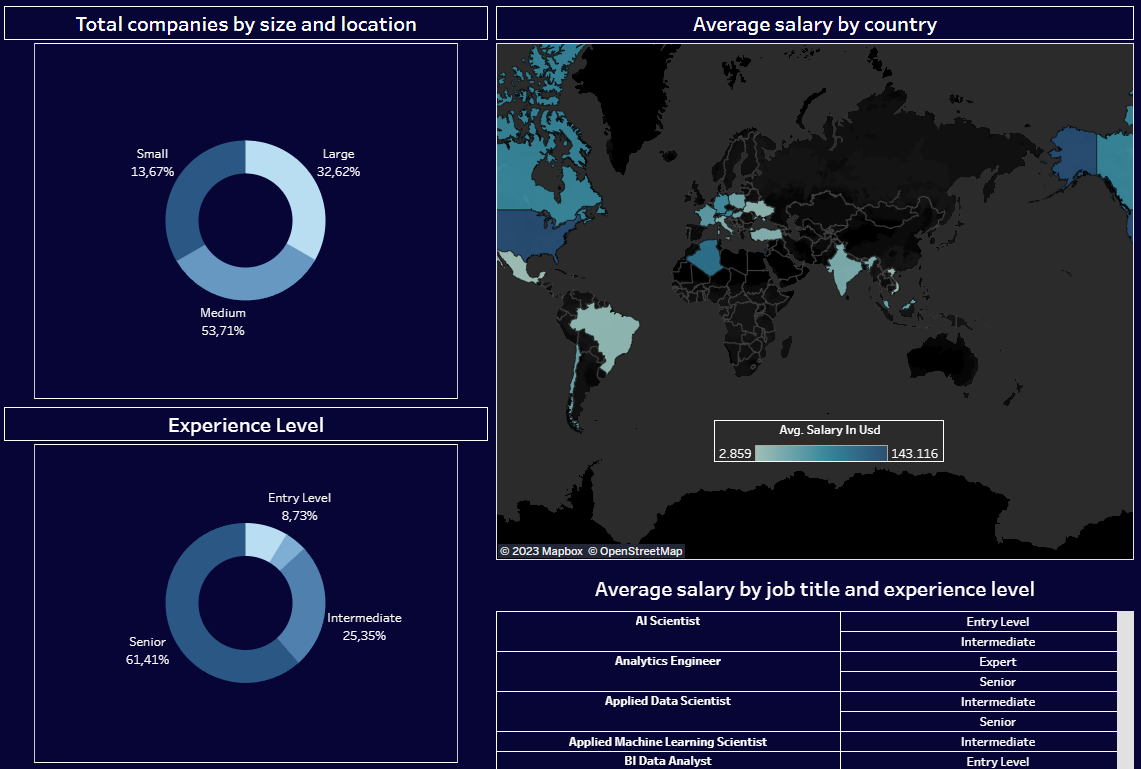 Total companies by size and location
Small
13,67%
Large
32,62%
Medium
53,71%
Experience Level
Entry Level
8,73%
Intermediate
25,35%
Senior
61,41%
Average salary by country
Avg. Salary In Usd
2.859
143.116
© 2023 Mapbox © OpenStreetMap
Average salary by job title and experience level
AI Scientist
Entry Level
Intermediate
Analytics Engineer
Expert
Senior
Applied Data Scientist
Intermediate
Senior
Applied Machine Learning Scientist
Intermediate
BI Data Analyst
Entry Level